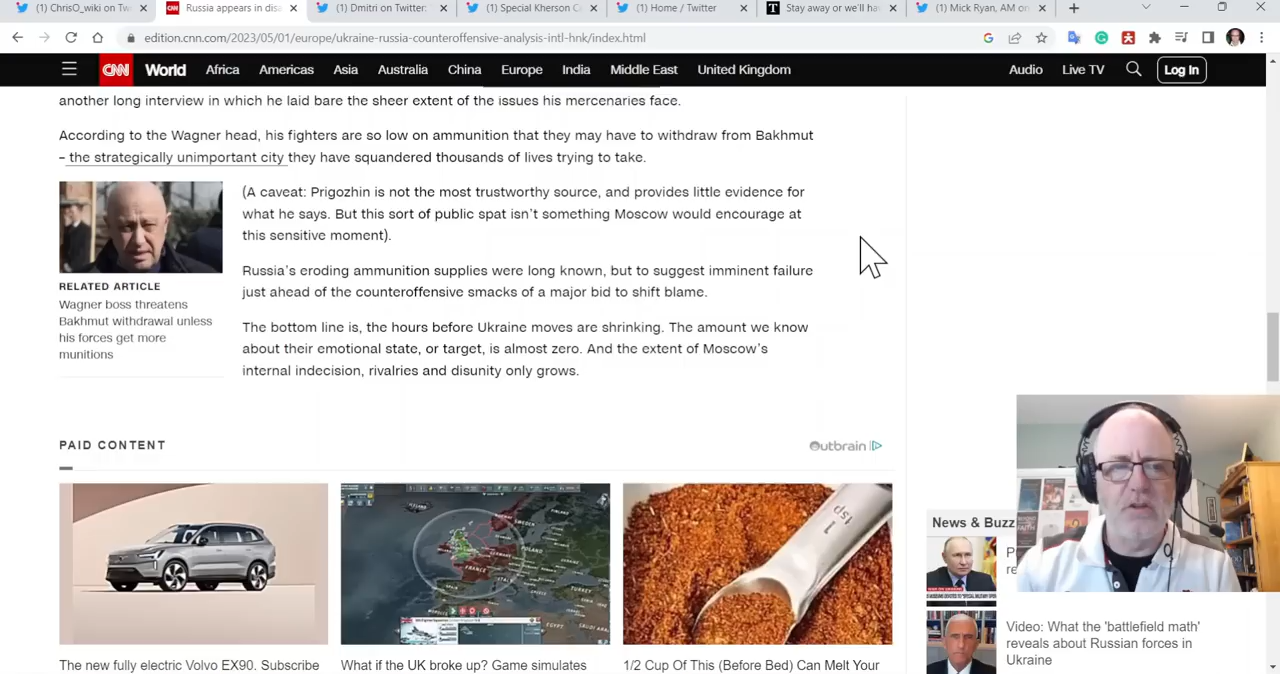 (1) ChrisO_wiki on Tw
Russia appears in disa
(1) Dmitri on Twitter:
(1) Special Kherson C
(1) Home / Twitter
Stay away or we'll ha
(1) Mick Ryan, AM on
edition.cnn.com/2023/05/01/europe/ukraine-russia-counteroffensive-analysis-intl-hnk/index.html
CNN World Africa Americas Asia Australia China Europe India Middle East United Kingdom Audio Live TV Log In
another long interview in which he laid bare the sheer extent of the issues his mercenaries face.
According to the Wagner head, his fighters are so low on ammunition that they may have to withdraw from Bakhmut
– the strategically unimportant city they have squandered thousands of lives trying to take.
(A caveat: Prigozhin is not the most trustworthy source, and provides little evidence for
what he says. But this sort of public spat isn't something Moscow would encourage at
this sensitive moment).
Russia's eroding ammunition supplies were long known, but to suggest imminent failure
just ahead of the counteroffensive smacks of a major bid to shift blame.
The bottom line is, the hours before Ukraine moves are shrinking. The amount we know
about their emotional state, or target, is almost zero. And the extent of Moscow's
internal indecision, rivalries and disunity only grows.
RELATED ARTICLE
Wagner boss threatens
Bakhmut withdrawal unless
his forces get more
munitions
PAID CONTENT
Outbrain
1tsp
The new fully electric Volvo EX90. Subscribe
What if the UK broke up? Game simulates
1/2 Cup Of This (Before Bed) Can Melt Your
News & Buzz
P
re
Video: What the 'battlefield math'
reveals about Russian forces in
Ukraine